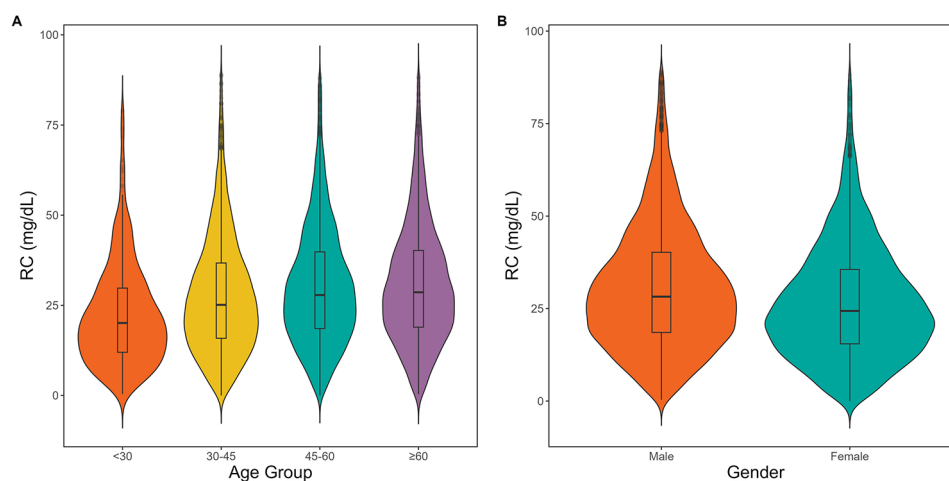 A
B
RC (mg/dL)
100
75
50
25
0
<30
30-45
45-60
≥60
Age Group
RC (mg/dL)
100
75
50
25
0
Male
Female
Gender